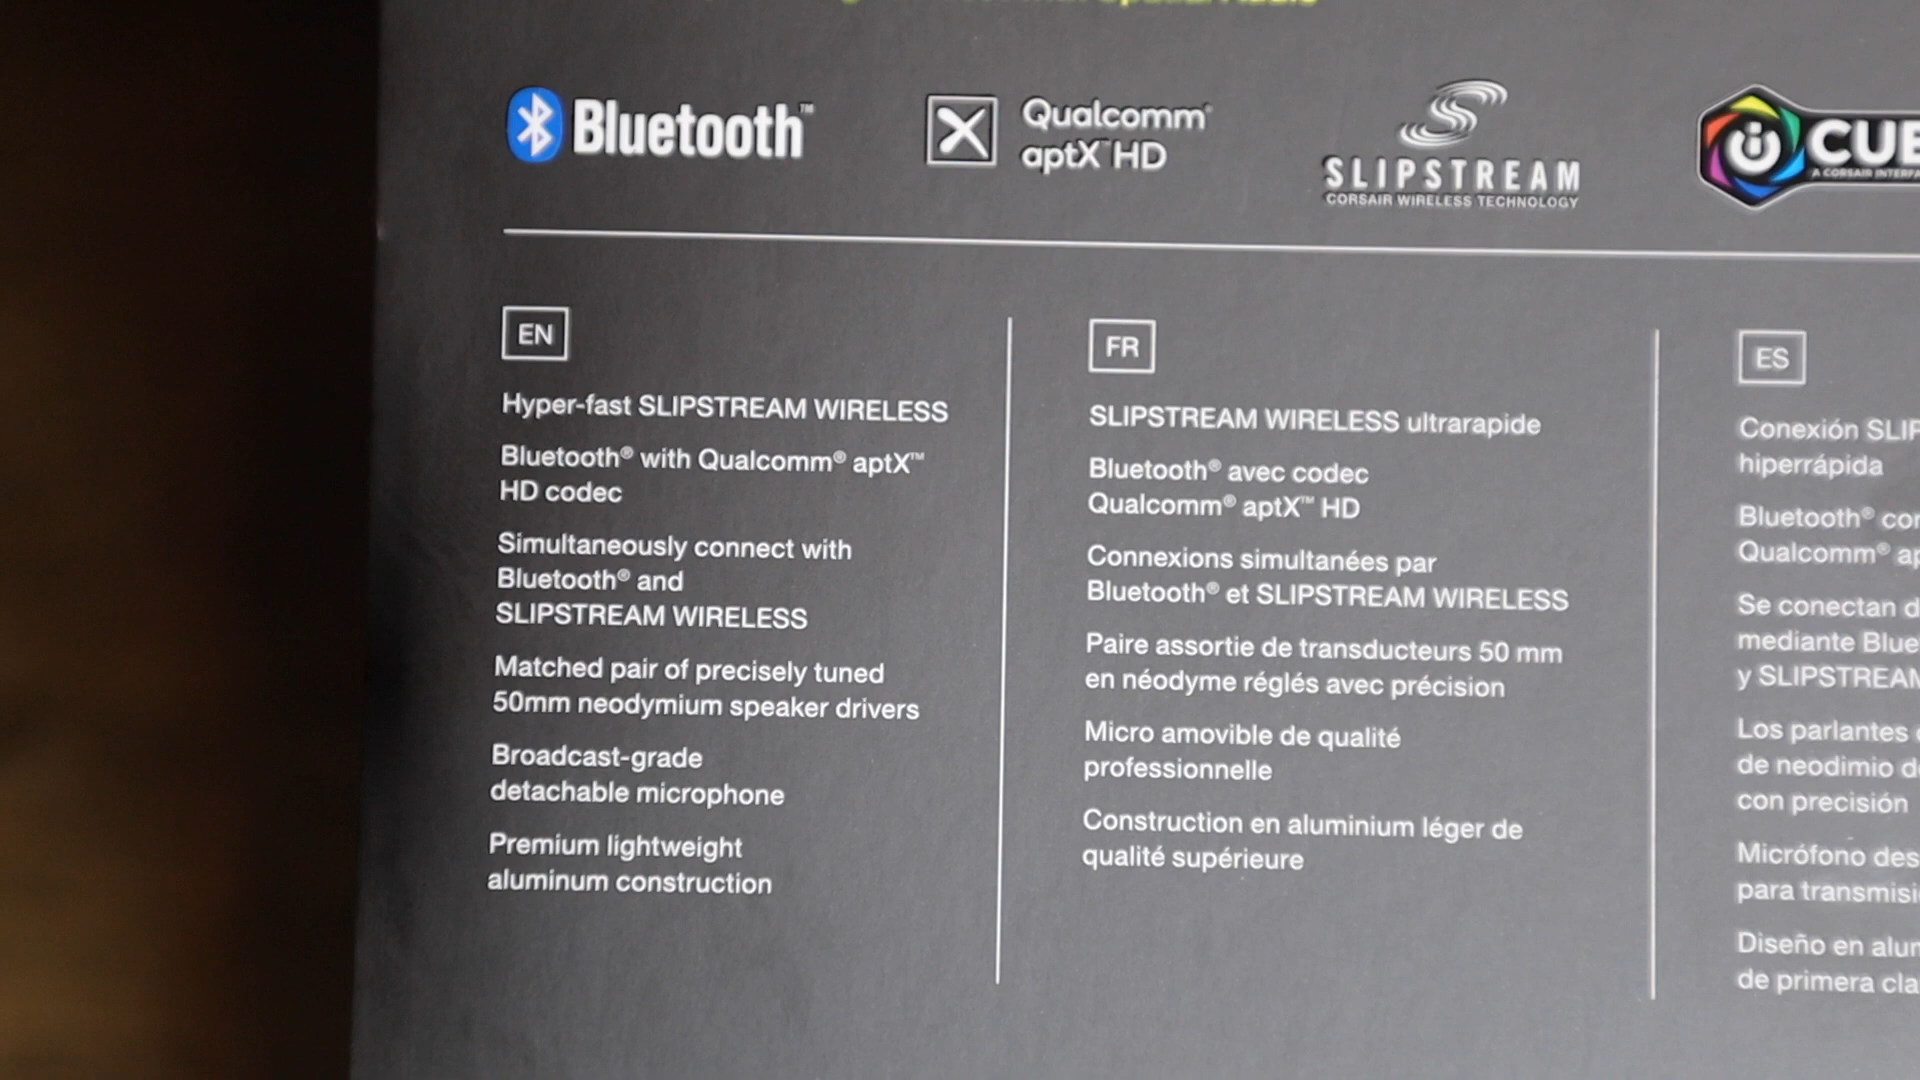 Spatial Audio
Bluetooth™
Qualcomm®
aptX™ HD
SLIPSTREAM
CORSAIR WIRELESS TECHNOLOGY
A CORSAIR
EN
Hyper-fast SLIPSTREAM WIRELESS
Bluetooth® with Qualcomm® aptX™
HD codec
Simultaneously connect with
Bluetooth® and
SLIPSTREAM WIRELESS
Matched pair of precisely tuned
50mm neodymium speaker drivers
Broadcast-grade
detachable microphone
Premium lightweight
aluminum construction
FR
SLIPSTREAM WIRELESS ultrarapide
Bluetooth® avec codec
Qualcomm® aptX™ HD
Connexions simultanées par
Bluetooth® et SLIPSTREAM WIRELESS
Paire assortie de transducteurs 50 mm
en néodyme réglés avec précision
Micro amovible de qualité
professionnelle
Construction en aluminium léger de
qualité supérieure
ES
Conexión
hiperrápida
Bluetooth®
Qualcomm®
Se conectan
mediante
y SLIPSTREAM
Los parlantes
de neodimio
con precisión
Micrófono
para
Diseño en
de primera